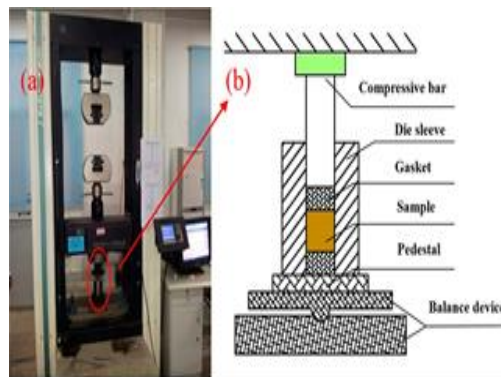 (a)
(b)
Compressive bar
Die sleeve
Gasket
Sample
Pedestal
Balance device